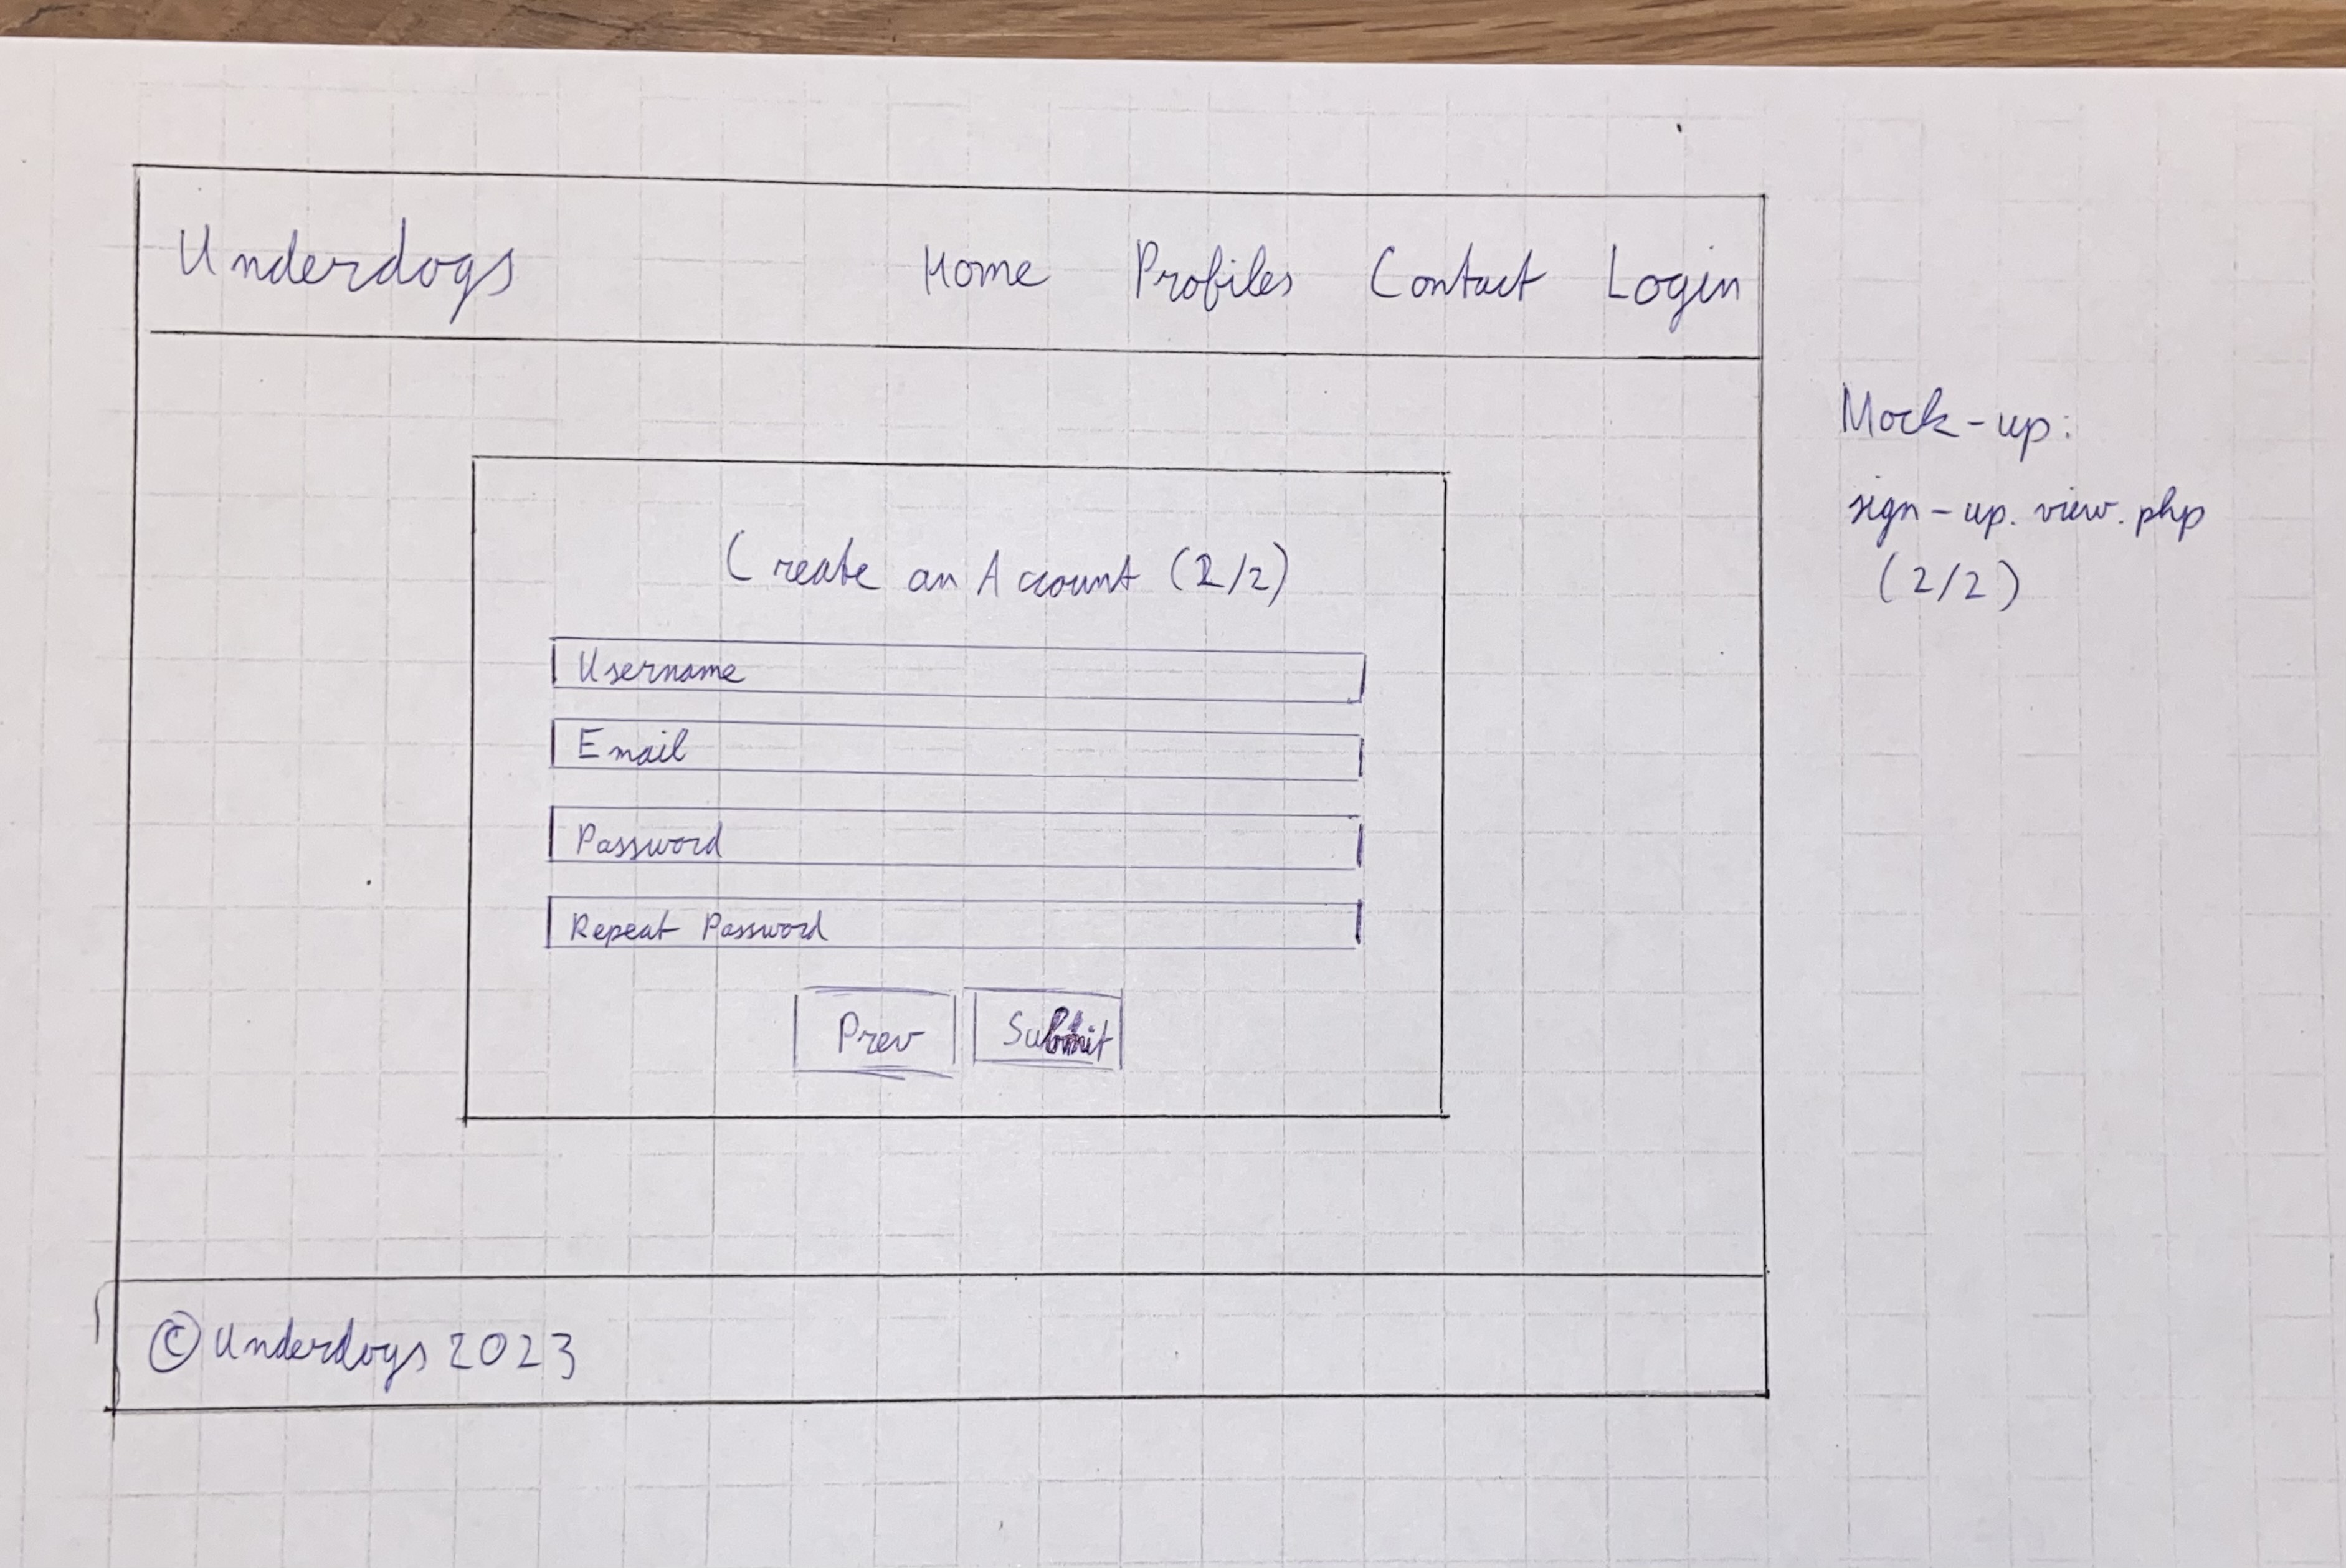 Underdogs Home Profiles Contact Login
Mock-up:
sign-up.view.php
(2/2)
Create an Account (2/2)
Username
Email
Password
Repeat Password
Prev Submit
© Underdogs 2023